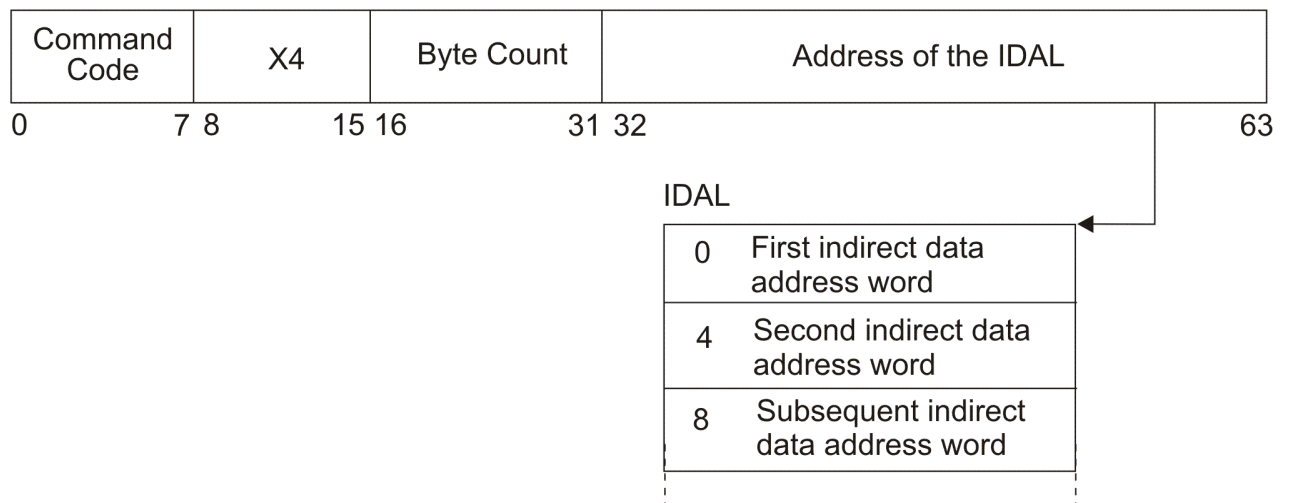 Command
Code
X4
Byte Count
Address of the IDAL
0
7
8
15
16
31
32
63
IDAL
0 First indirect data
address word
4 Second indirect data
address word
8 Subsequent indirect
data address word